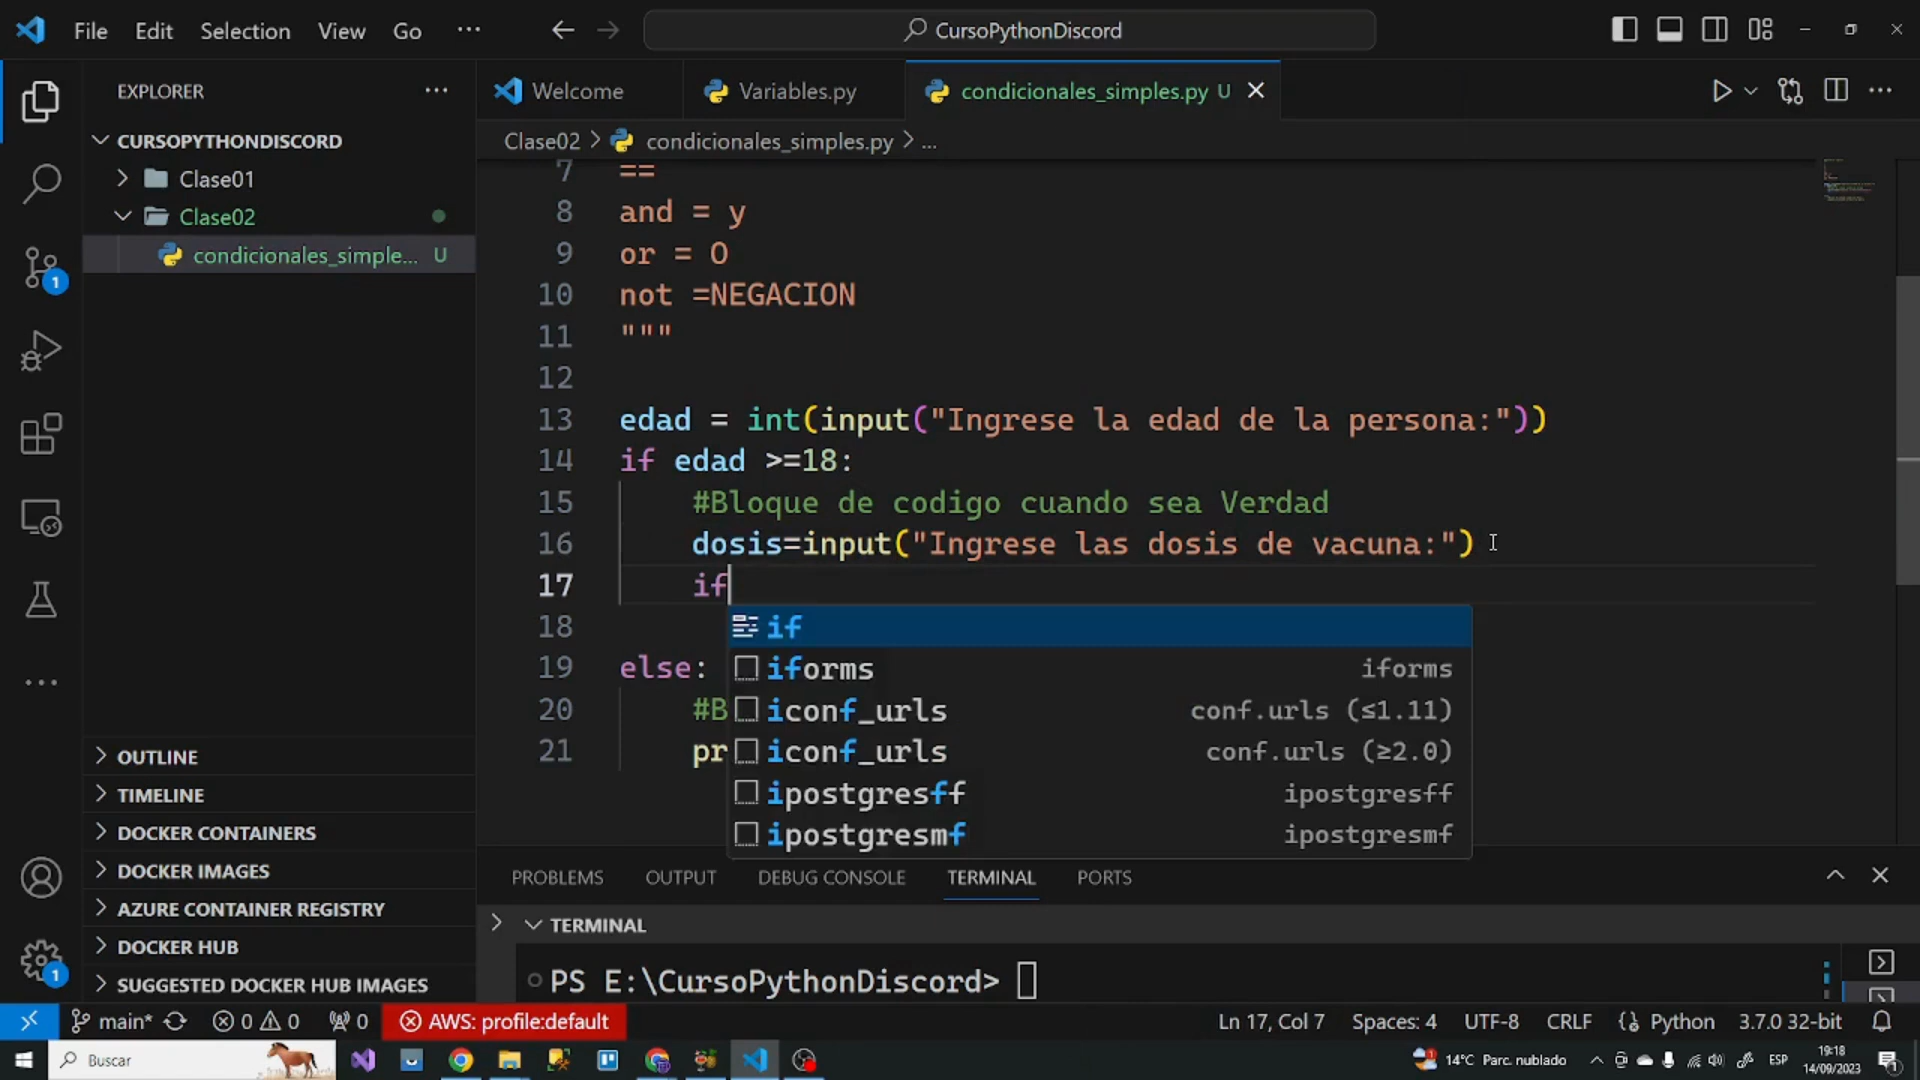 File Edit Selection View Go ··· CursoPythonDiscord
EXPLORER
CURSOPYTHONDISCORD
Clase01
Clase02
condicionales_simple... U
OUTLINE
TIMELINE
DOCKER CONTAINERS
DOCKER IMAGES
AZURE CONTAINER REGISTRY
DOCKER HUB
SUGGESTED DOCKER HUB IMAGES
Welcome Variables.py condicionales_simples.py U
Clase02 > condicionales_simples.py > ...
7 ==
8 and = y
9 or = O
10 not =NEGACION
11 """
12
13 edad = int(input("Ingrese la edad de la persona:"))
14 if edad >=18:
15 #Bloque de codigo cuando sea Verdad
16 dosis=input("Ingrese las dosis de vacuna:")
17 if
18
19 else:
20 #B
21 pr
if
iforms iforms
iconf_urls conf.urls (≤1.11)
iconf_urls conf.urls (≥2.0)
ipostgresff ipostgresff
ipostgresmf ipostgresmf
PROBLEMS OUTPUT DEBUG CONSOLE TERMINAL PORTS
TERMINAL
PS E:\CursoPythonDiscord>
main* 0 0 0 AWS: profile:default Ln 17, Col 7 Spaces: 4 UTF-8 CRLF Python 3.7.0 32-bit
Buscar 14°C Parc. nublado ESP 19:18
14/09/2023